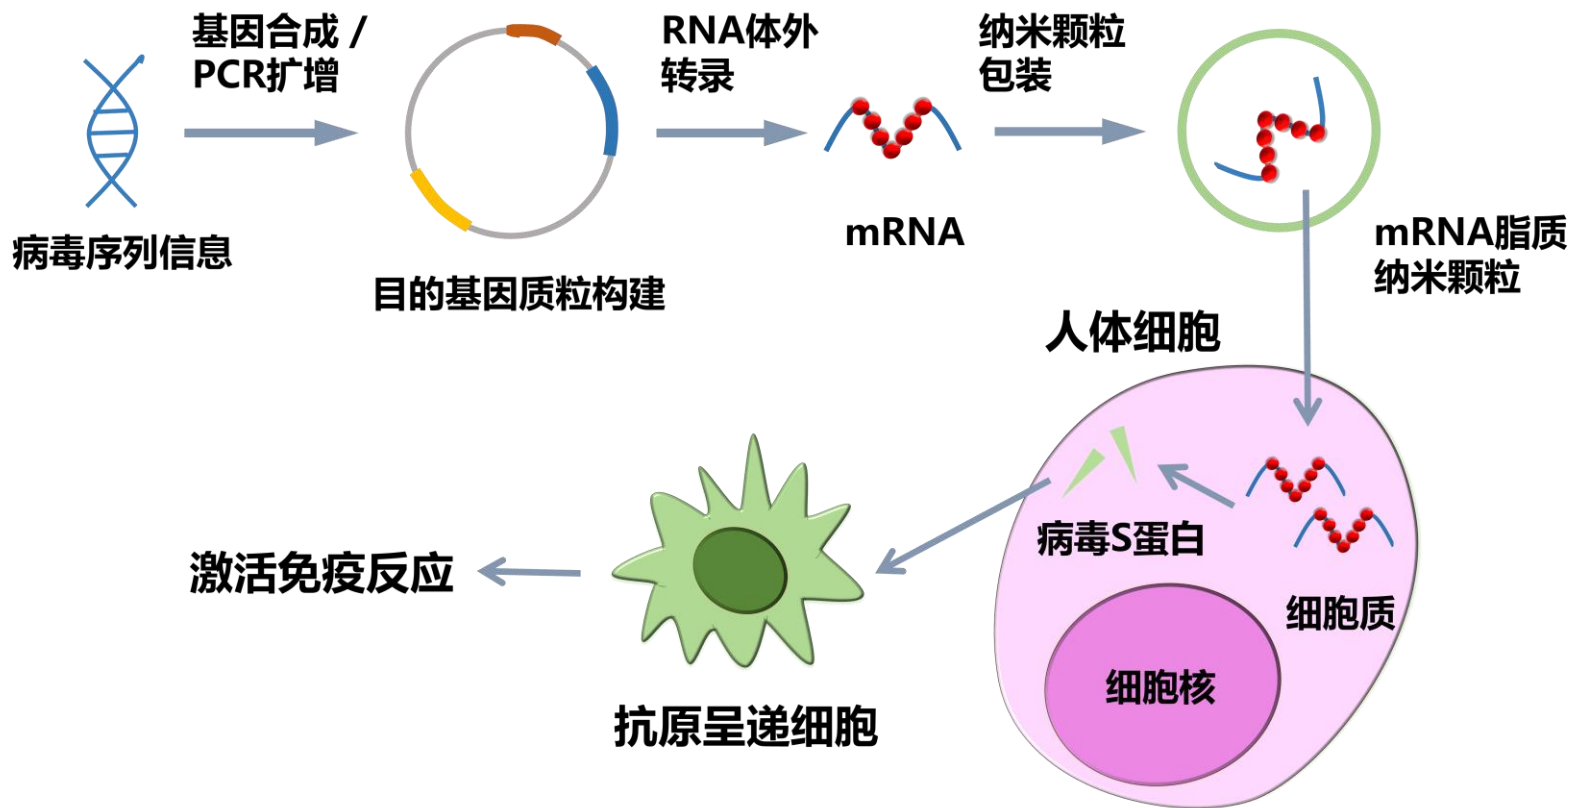 基因合成 /
PCR扩增
RNA体外
转录
纳米颗粒
包装
病毒序列信息
目的基因质粒构建
mRNA
mRNA脂质
纳米颗粒
人体细胞
病毒S蛋白
细胞质
细胞核
激活免疫反应
抗原呈递细胞